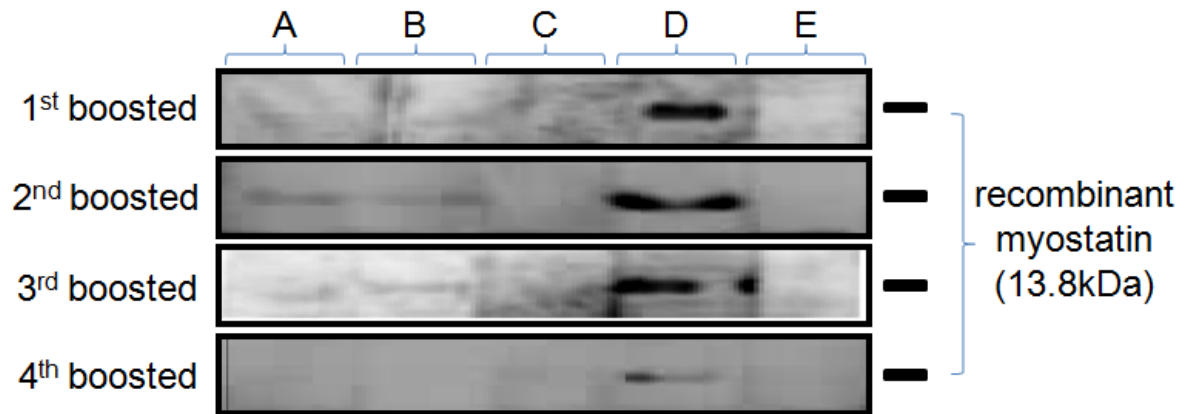 A B C D E
1st boosted
2nd boosted
3rd boosted
4th boosted
recombinant
myostatin
(13.8kDa)